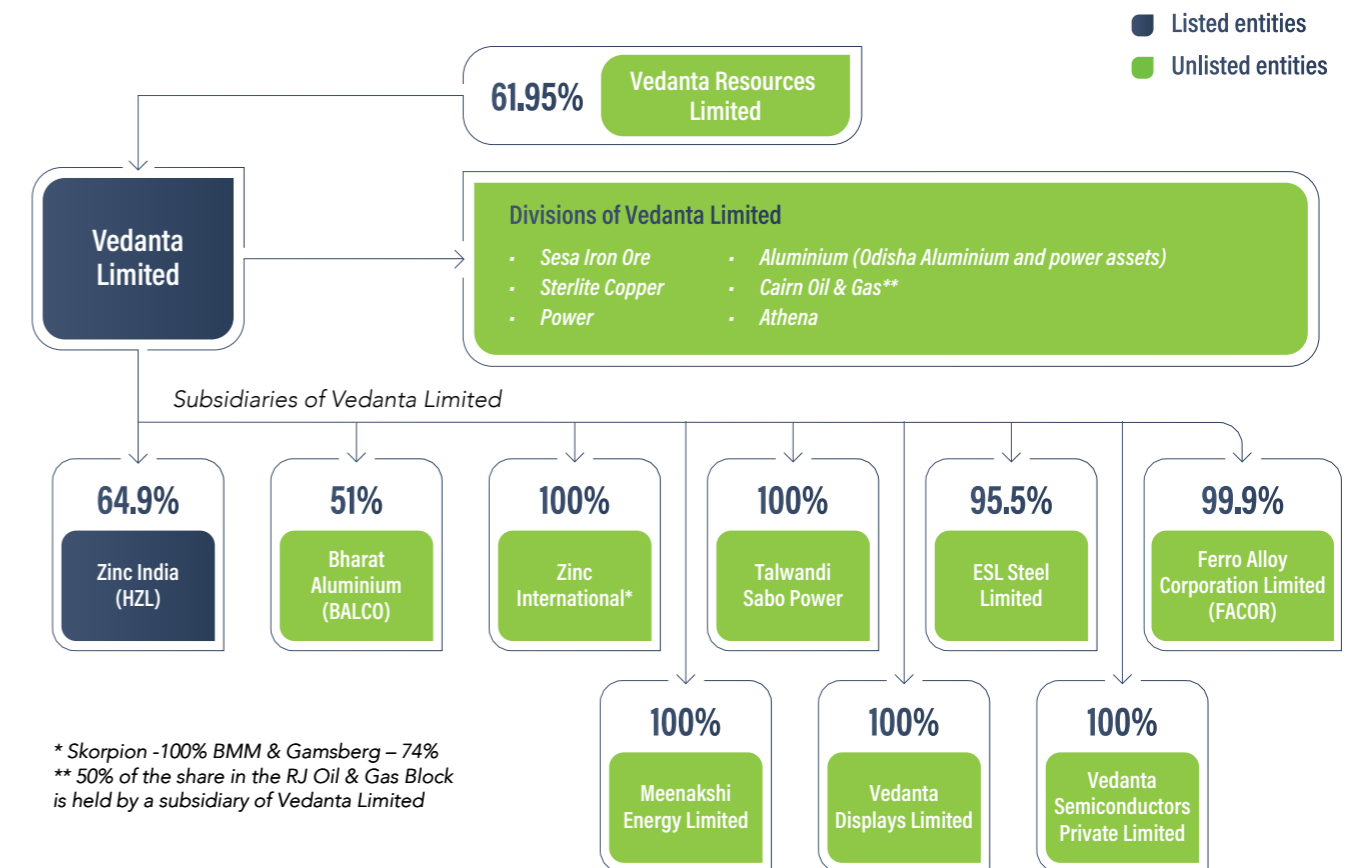 Listed entities
Unlisted entities
61.95%
Vedanta Resources
Limited
Vedanta
Limited
Divisions of Vedanta Limited
· Sesa Iron Ore
· Sterlite Copper
· Power
· Aluminium (Odisha Aluminium and power assets)
· Cairn Oil & Gas**
· Athena
Subsidiaries of Vedanta Limited
64.9%
Zinc India
(HZL)
51%
Bharat
Aluminium
(BALCO)
100%
Zinc
International*
100%
Talwandi
Sabo Power
95.5%
ESL Steel
Limited
99.9%
Ferro Alloy
Corporation Limited
(FACOR)
100%
Meenakshi
Energy Limited
100%
Vedanta
Displays Limited
100%
Vedanta
Semiconductors
Private Limited
* Skorpion -100% BMM & Gamsberg – 74%
** 50% of the share in the RJ Oil & Gas Block
is held by a subsidiary of Vedanta Limited